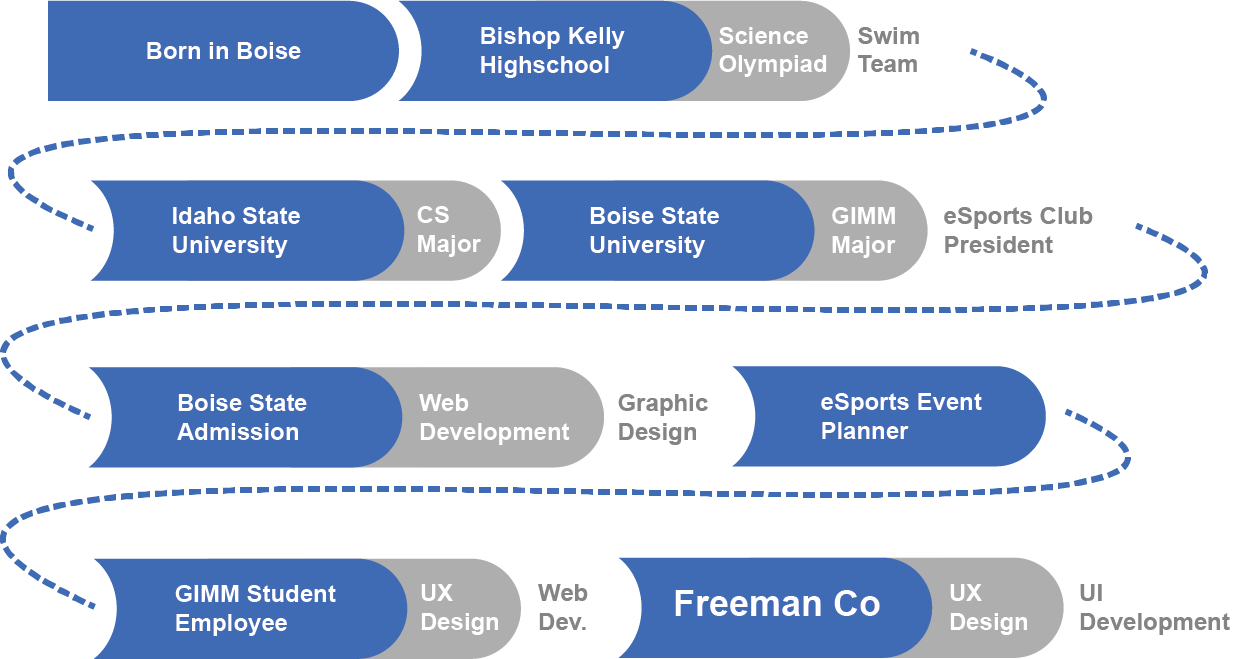 Born in Boise
Bishop Kelly
Highschool
Science
Olympiad
Swim
Team
Idaho State
University
CS
Major
Boise State
University
GIMM
Major
eSports Club
President
Boise State
Admission
Web
Development
Graphic
Design
eSports Event
Planner
GIMM Student
Employee
UX
Design
Web
Dev.
Freeman Co
UX
Design
UI
Development